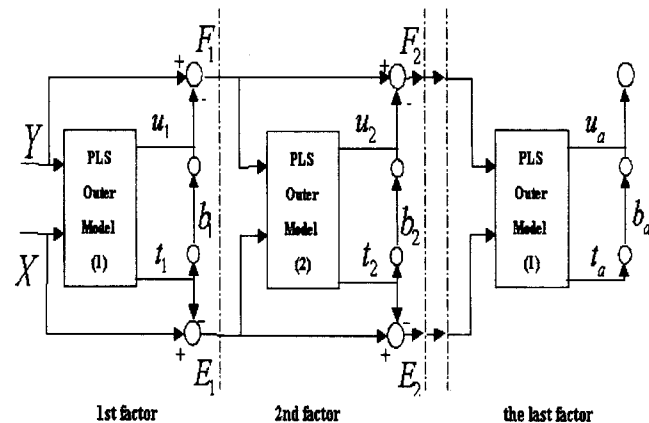 F1
F2
+
-
+
-
u1
u2
ua
Y
PLS
Outer
Model
(1)
PLS
Outer
Model
(2)
PLS
Outer
Model
(1)
b1
b2
ba
X
t1
t2
ta
-
+
-
+
E1
E2
1st factor
2nd factor
the last factor